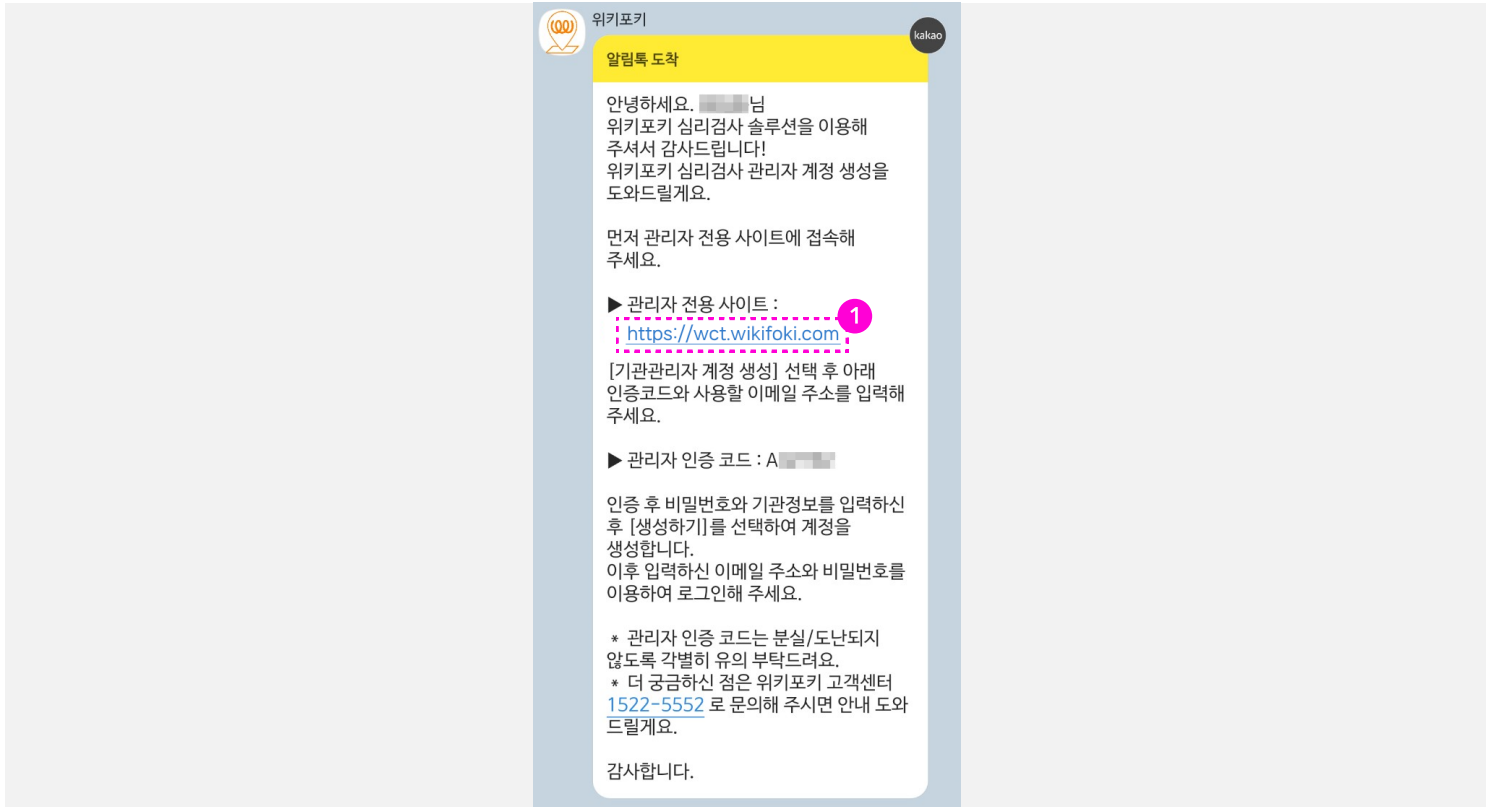 위키포키
kakao
알림톡 도착
안녕하세요. 님
위키포키 심리검사 솔루션을 이용해
주셔서 감사드립니다!
위키포키 심리검사 관리자 계정 생성을
도와드릴게요.
먼저 관리자 전용 사이트에 접속해
주세요.
▶ 관리자 전용 사이트 :
1
https://wct.wikifoki.com
[기관관리자 계정 생성] 선택 후 아래
인증코드와 사용할 이메일 주소를 입력해
주세요.
▶ 관리자 인증 코드 : A
인증 후 비밀번호와 기관정보를 입력하신
후 [생성하기]를 선택하여 계정을
생성합니다.
이후 입력하신 이메일 주소와 비밀번호를
이용하여 로그인해 주세요.
* 관리자 인증 코드는 분실/도난되지
않도록 각별히 유의 부탁드려요.
* 더 궁금하신 점은 위키포키 고객센터
1522-5552 로 문의해 주시면 안내 도와
드릴게요.
감사합니다.